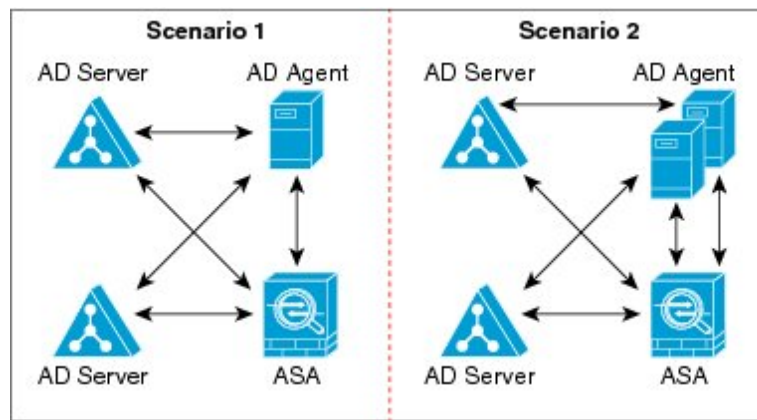 Scenario 1
AD Server
AD Agent
AD Server
ASA
Scenario 2
AD Server
AD Agent
AD Server
ASA